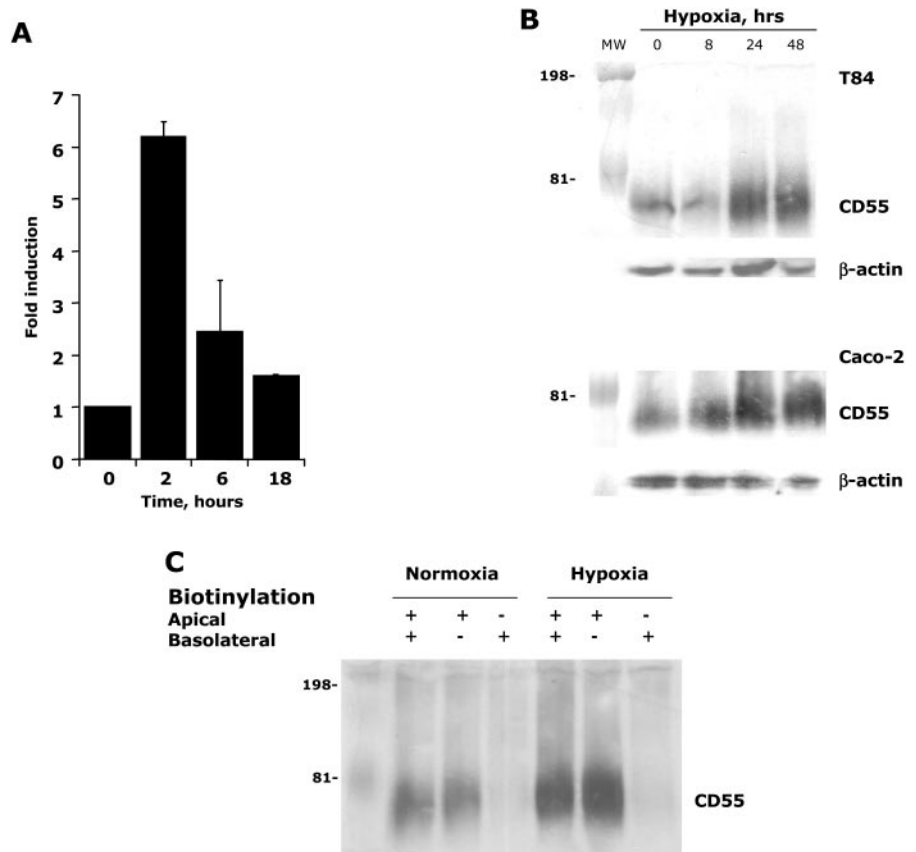 A
7
6
5
4
3
2
1
0
Fold induction
0 2 6 18
Time, hours
B
Hypoxia, hrs
MW 0 8 24 48
198-
T84
81-
CD55
β-actin
Caco-2
81-
CD55
β-actin
C
Normoxia Hypoxia
Biotinylation
Apical + + - + + -
Basolateral + - + + - +
198-
81-
CD55